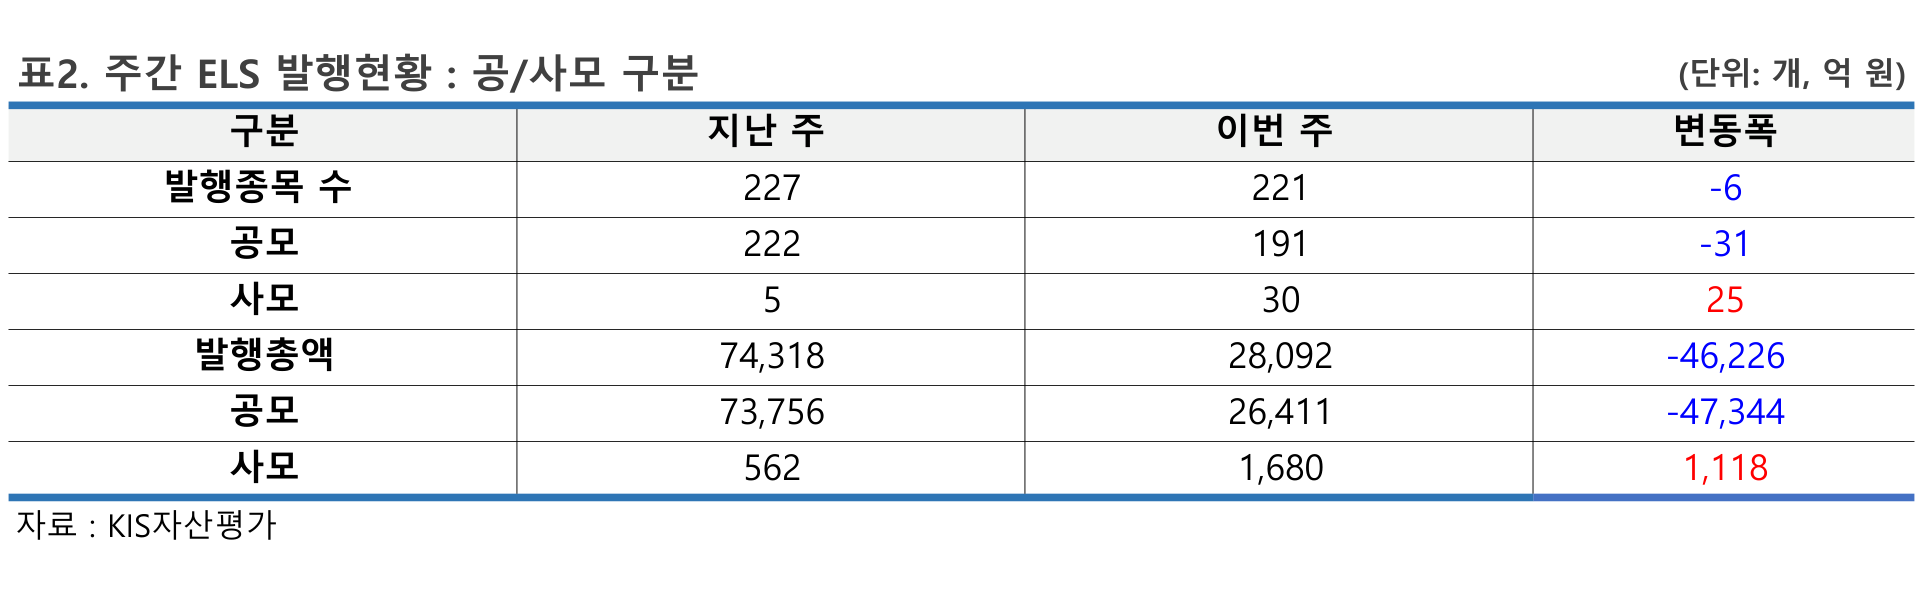 표2. 주간 ELS 발행현황 : 공/사모 구분 (단위: 개, 억 원)
구분 지난 주 이번 주 변동폭
발행종목 수 227 221 -6
공모 222 191 -31
사모 5 30 25
발행총액 74,318 28,092 -46,226
공모 73,756 26,411 -47,344
사모 562 1,680 1,118
자료 : KIS자산평가